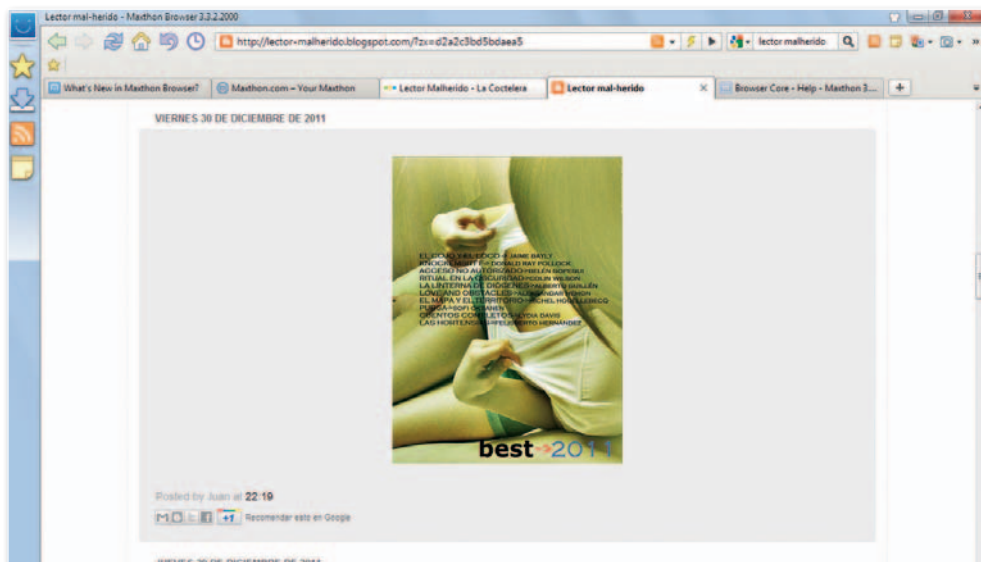 Lector mal-herido - Maxthon Browser 3.3.2.2000
http://lector-malherido.blogspot.com/?zx=d2a2c3bd5bdaea5
lector malherido
What's New in Maxthon Browser?
Maxthon.com – Your Maxthon
Lector Malherido - La Coctelera
Lector mal-herido
Browser Core - Help - Maxthon 3....
VIERNES 30 DE DICIEMBRE DE 2011
EL COJO Y EL LOCO JAIME BAYLY
DONALD RAY POLLOCK
ACCESO NO AUTORIZADO BELÉN GOPEGUI
RITUAL EN LA OSCURIDAD COLIN WILSON
LA LINTERNA DE DIÓGENES ALBERTO GUILLÉN
LOVE AND OBSTACLES ALEKSANDAR HEMON
EL MAPA Y EL TERRITORIO MICHEL HOUELLEBECQ
PURGA SOFI OKSANEN
CUENTOS COMPLETOS LYDIA DAVIS
LAS HORTENSIAS FELISBERTO HERNÁNDEZ
best->2011
Posted by Juan at 22:19
+1 Recomendar esto en Google